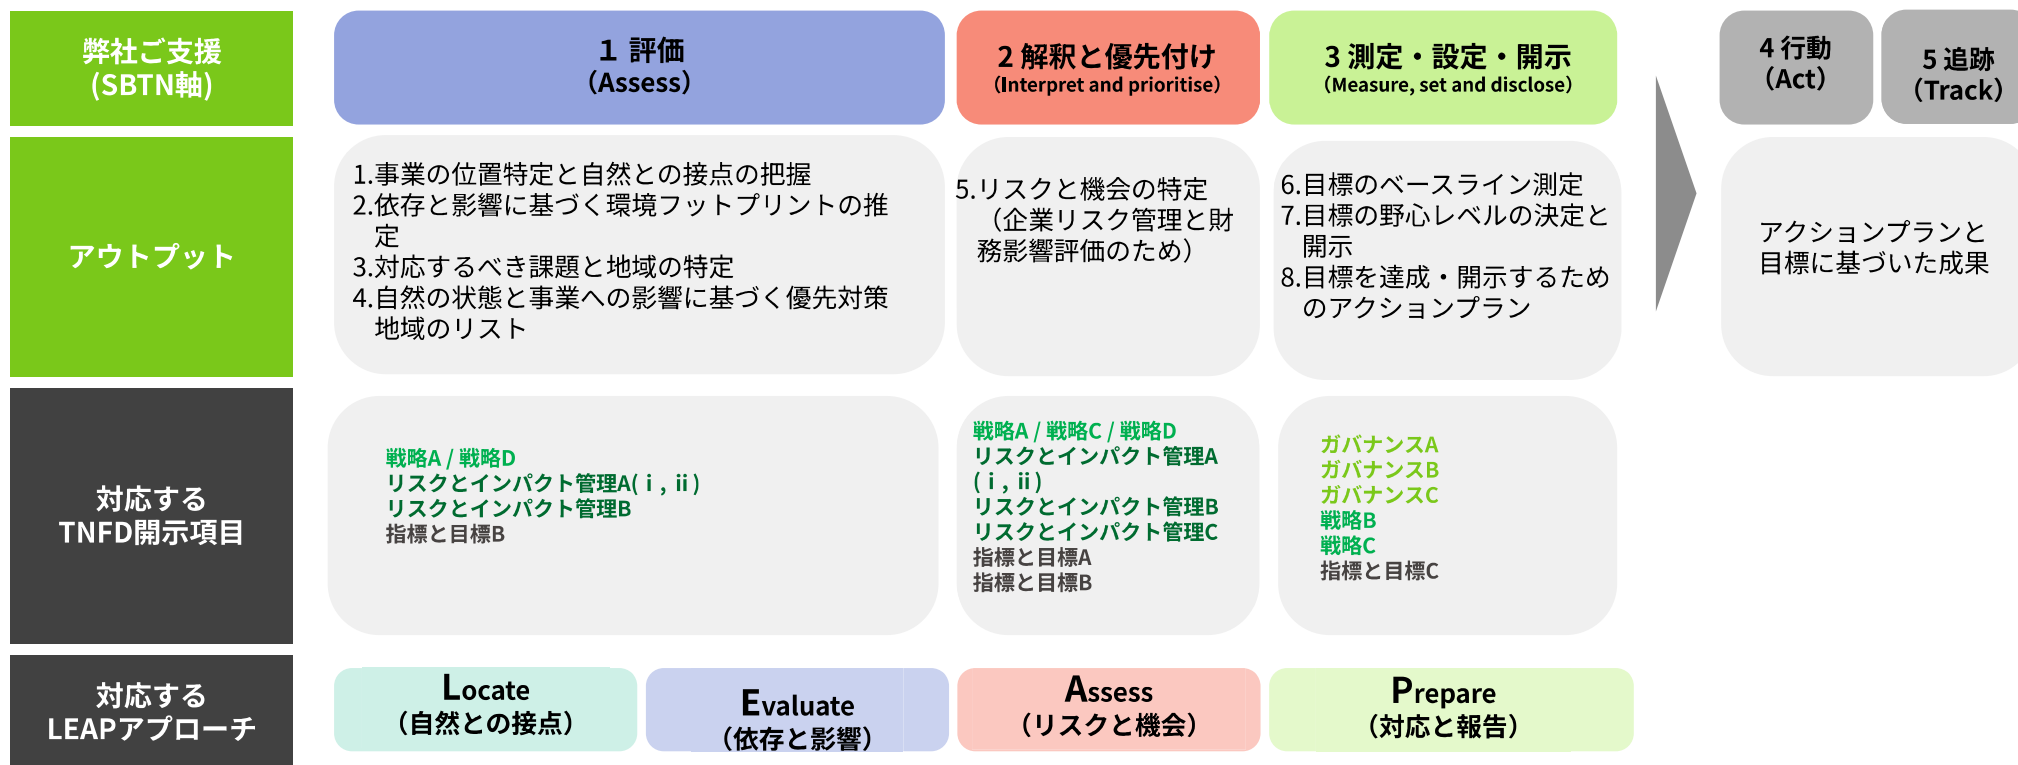 弊社ご支援
(SBTN軸)
1 評価
（Assess）
2 解釈と優先付け
（Interpret and prioritise）
3 測定・設定・開示
（Measure, set and disclose）
4 行動
（Act）
5 追跡
（Track）
アウトプット
1.事業の位置特定と自然との接点の把握
2.依存と影響に基づく環境フットプリントの推
定
3.対応するべき課題と地域の特定
4.自然の状態と事業への影響に基づく優先対策
地域のリスト
5.リスクと機会の特定
（企業リスク管理と財
務影響評価のため）
6.目標のベースライン測定
7.目標の野心レベルの決定と
開示
8.目標を達成・開示するため
のアクションプラン
アクションプランと
目標に基づいた成果
対応する
TNFD開示項目
戦略A / 戦略D
リスクとインパクト管理A( i , ii )
リスクとインパクト管理B
指標と目標B
戦略A / 戦略C / 戦略D
リスクとインパクト管理A
( i , ii )
リスクとインパクト管理B
リスクとインパクト管理C
指標と目標A
指標と目標B
ガバナンスA
ガバナンスB
ガバナンスC
戦略B
戦略C
指標と目標C
対応する
LEAPアプローチ
Locate
（自然との接点）
Evaluate
（依存と影響）
Assess
（リスクと機会）
Prepare
（対応と報告）